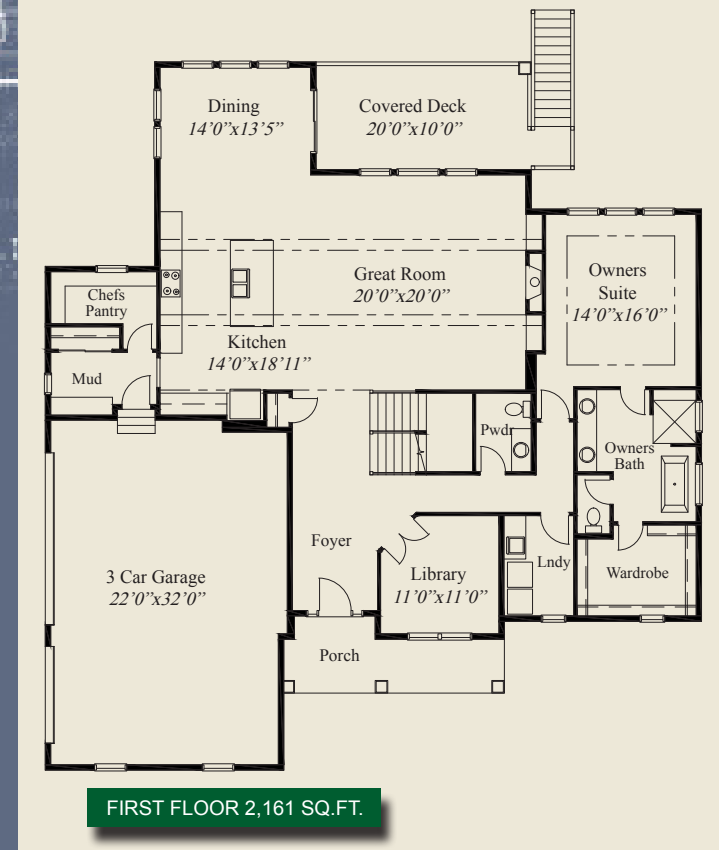 Dining
14’0”x13’5”
Covered Deck
20’0”x10’0”
Great Room
20’0”x20’0”
Owners
Suite
14’0”x16’0”
Chefs
Pantry
Kitchen
14’0”x18’11”
Mud
Pwdr
Owners
Bath
Foyer
3 Car Garage
22’0”x32’0”
Library
11’0”x11’0”
Lndy
Wardrobe
Porch
FIRST FLOOR 2,161 SQ.FT.